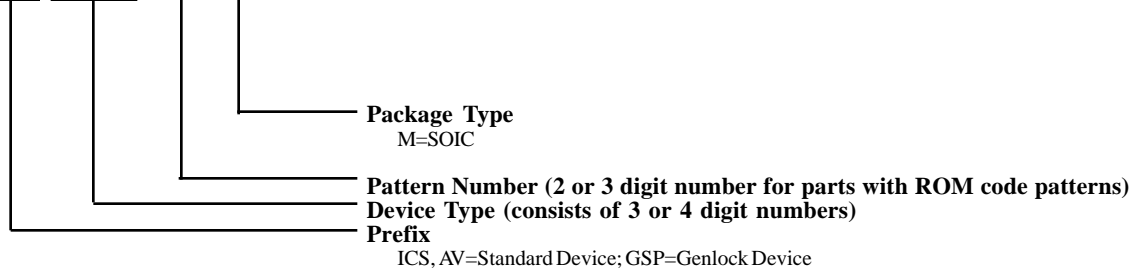 Package Type
M=SOIC
Pattern Number (2 or 3 digit number for parts with ROM code patterns)
Device Type (consists of 3 or 4 digit numbers)
Prefix
ICS, AV=Standard Device; GSP=Genlock Device